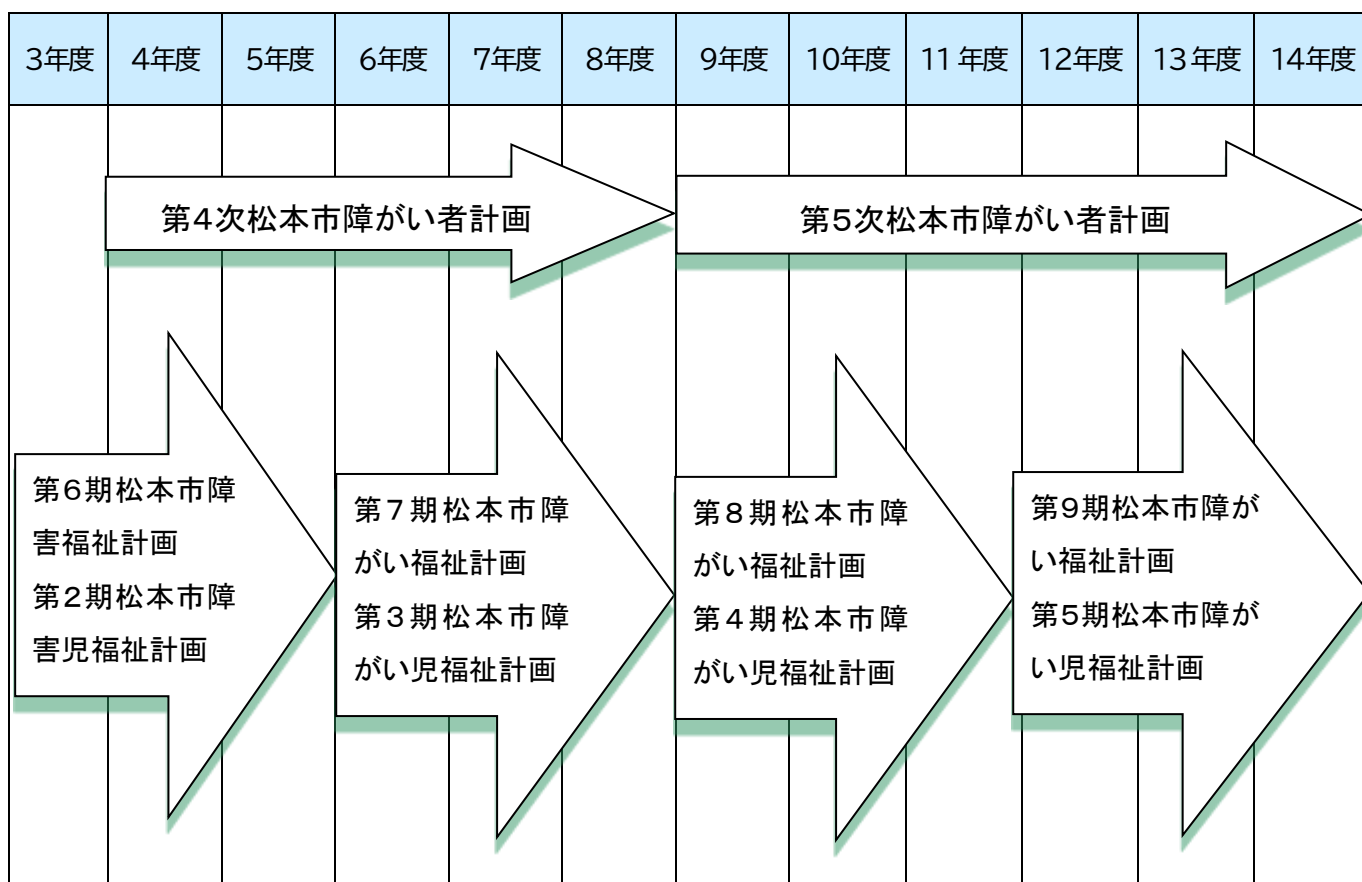 3年度 4年度 5年度 6年度 7年度 8年度 9年度 10年度 11年度 12年度 13年度 14年度
第4次松本市障がい者計画
第5次松本市障がい者計画
第6期松本市障
害福祉計画
第2期松本市障
害児福祉計画
第7期松本市障
がい福祉計画
第3期松本市障
がい児福祉計画
第8期松本市障
がい福祉計画
第4期松本市障
がい児福祉計画
第9期松本市障が
い福祉計画
第5期松本市障が
い児福祉計画